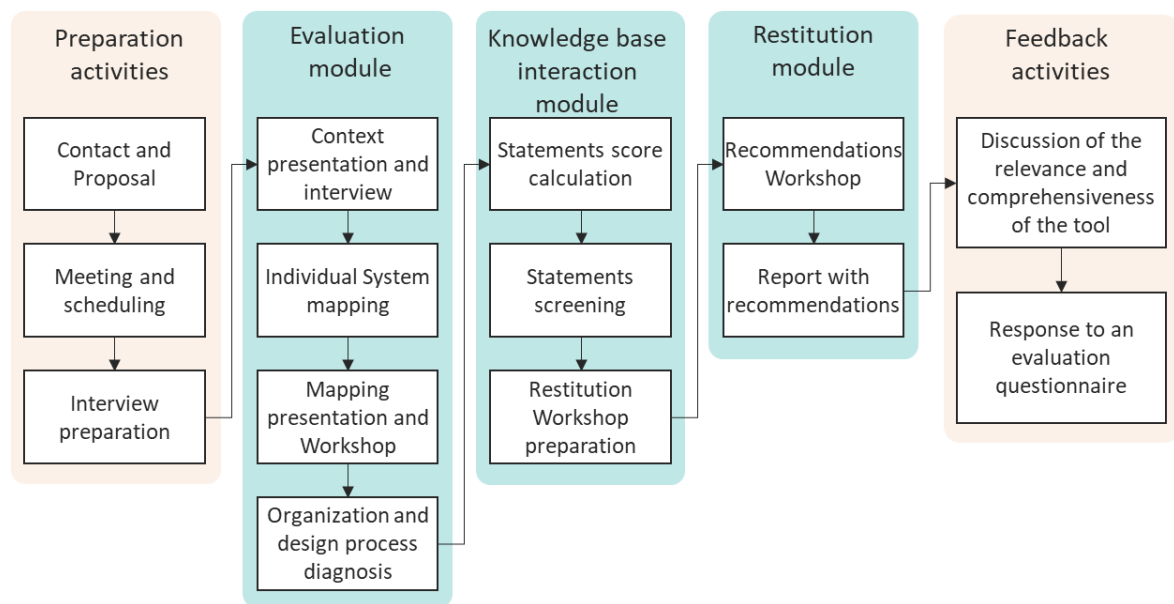 Preparation
activities
Contact and
Proposal
Meeting and
scheduling
Interview
preparation
Evaluation
module
Context
presentation and
interview
Individual System
mapping
Mapping
presentation and
Workshop
Organization and
design process
diagnosis
Knowledge base
interaction
module
Statements score
calculation
Statements
screening
Restitution
Workshop
preparation
Restitution
module
Recommendations
Workshop
Report with
recommendations
Feedback
activities
Discussion of the
relevance and
comprehensiveness
of the tool
Response to an
evaluation
questionnaire